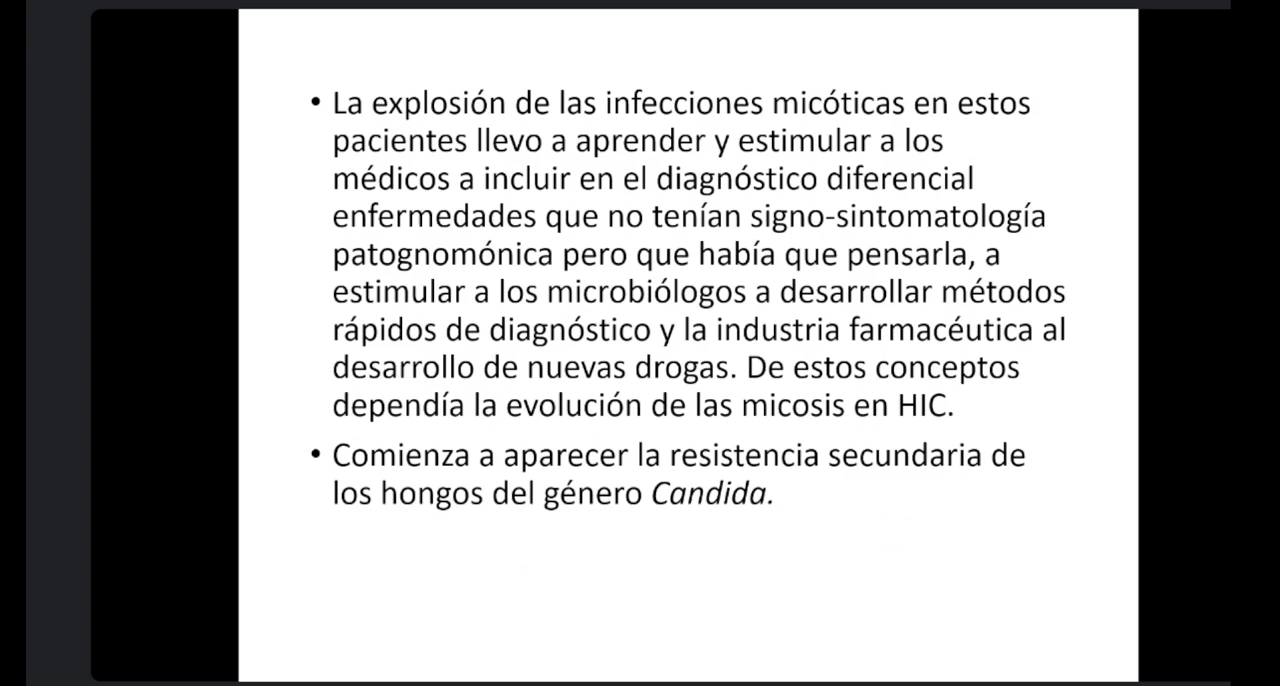 • La explosión de las infecciones micóticas en estos
pacientes llevo a aprender y estimular a los
médicos a incluir en el diagnóstico diferencial
enfermedades que no tenían signo-sintomatología
patognomónica pero que había que pensarla, a
estimular a los microbiólogos a desarrollar métodos
rápidos de diagnóstico y la industria farmacéutica al
desarrollo de nuevas drogas. De estos conceptos
dependía la evolución de las micosis en HIC.
• Comienza a aparecer la resistencia secundaria de
los hongos del género Candida.